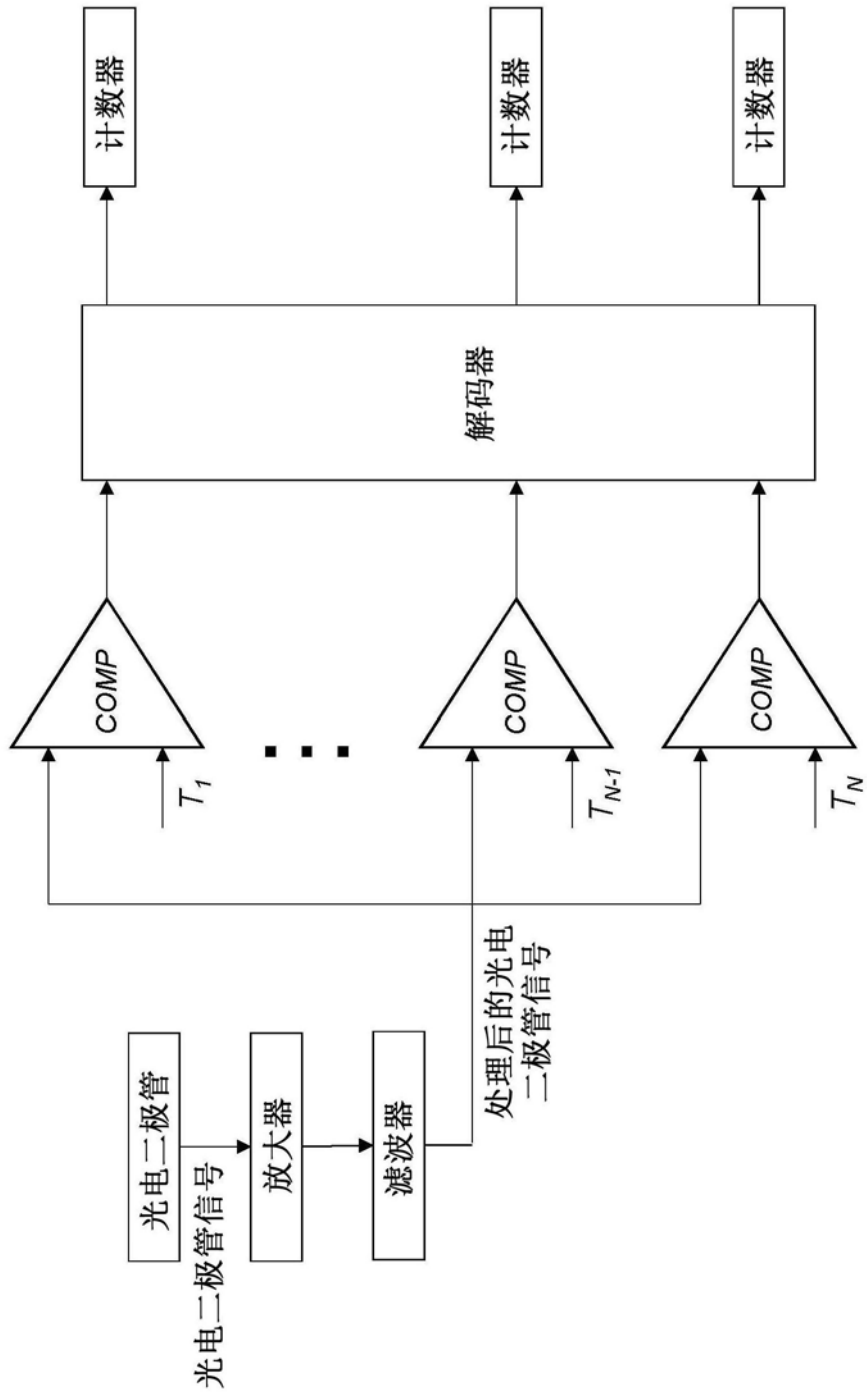 光电二极管
光电二极管信号
放大器
滤波器
处理后的光电
二极管信号
T1
TN-1
TN
COMP
COMP
COMP
解码器
计数器
计数器
计数器